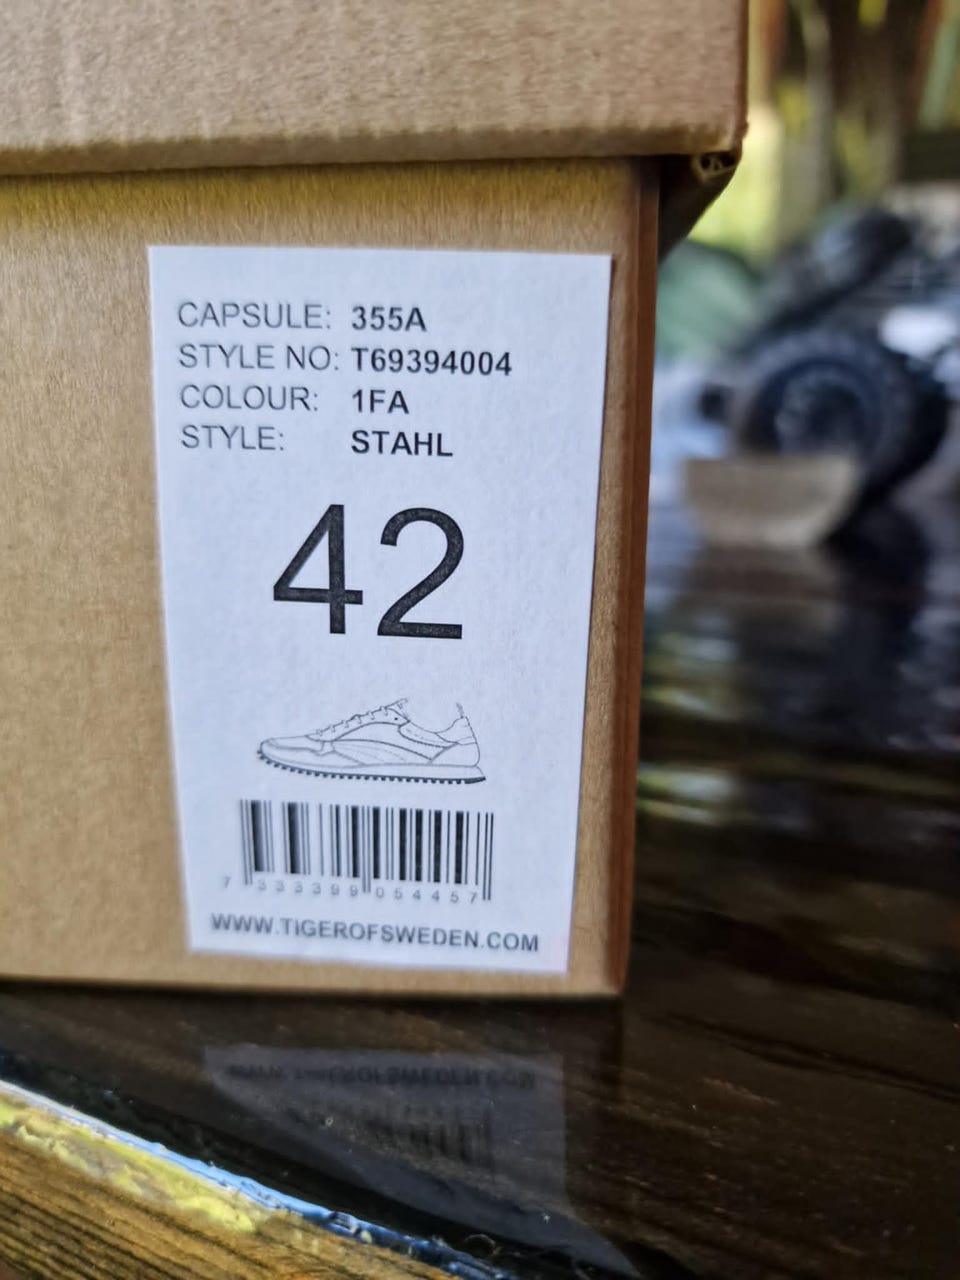 CAPSULE: 355A
STYLE NO: T69394004
COLOUR: 1FA
STYLE: STAHL
42
7 333399 054457
WWW.TIGEROFSWEDEN.COM